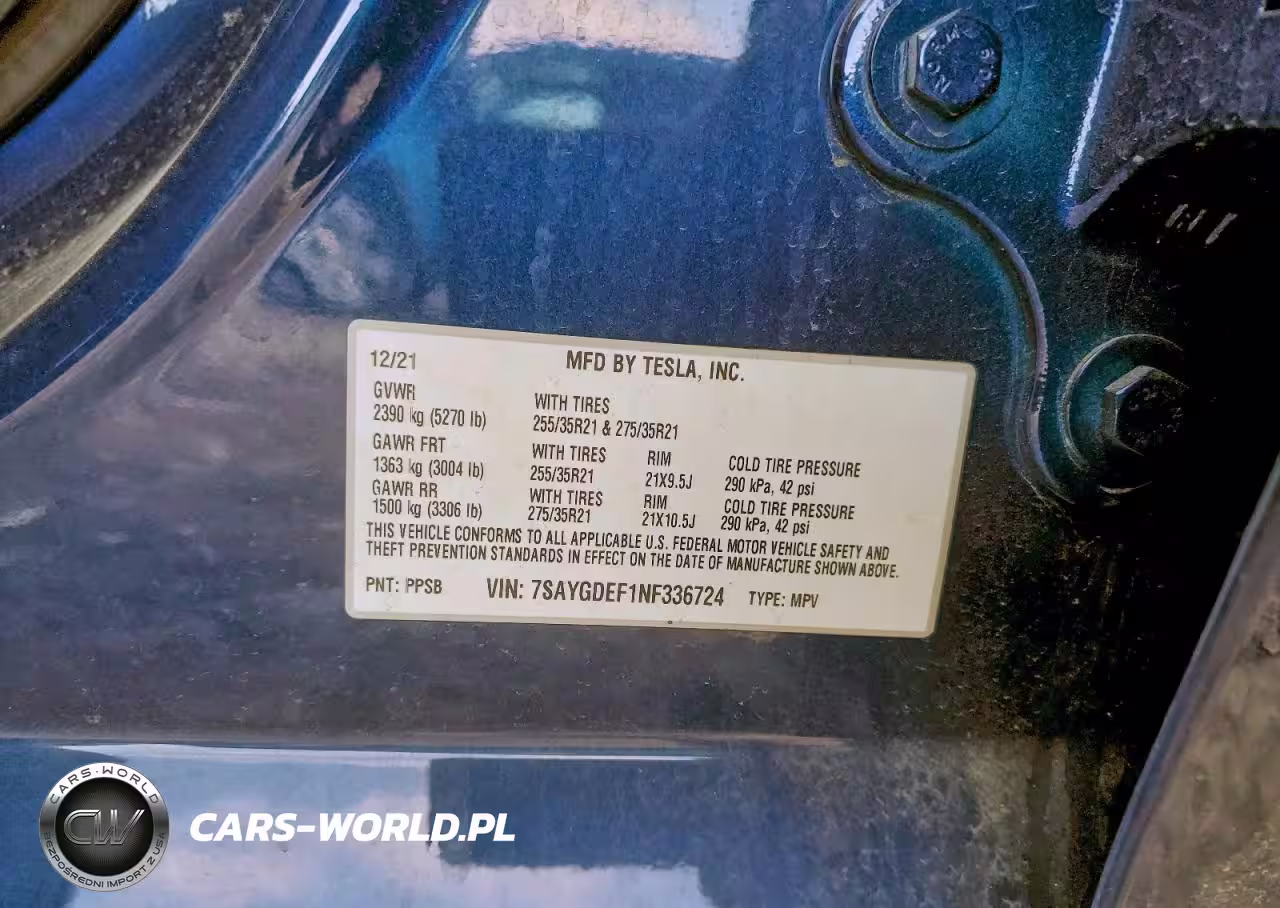 12/21 MFD BY TESLA, INC.
GVWR
2390 kg (5270 lb) WITH TIRES
255/35R21 & 275/35R21
GAWR FRT WITH TIRES RIM COLD TIRE PRESSURE
1363 kg (3004 lb) 255/35R21 21X9.5J 290 kPa, 42 psi
GAWR RR WITH TIRES RIM COLD TIRE PRESSURE
1500 kg (3306 lb) 275/35R21 21X10.5J 290 kPa, 42 psi
THIS VEHICLE CONFORMS TO ALL APPLICABLE U.S. FEDERAL MOTOR VEHICLE SAFETY AND
THEFT PREVENTION STANDARDS IN EFFECT ON THE DATE OF MANUFACTURE SHOWN ABOVE.
PNT: PPSB VIN: 7SAYGDEF1NF336724 TYPE: MPV
CARS-WORLD
CW
BEZPOŚREDNI IMPORT Z USA
CARS-WORLD.PL